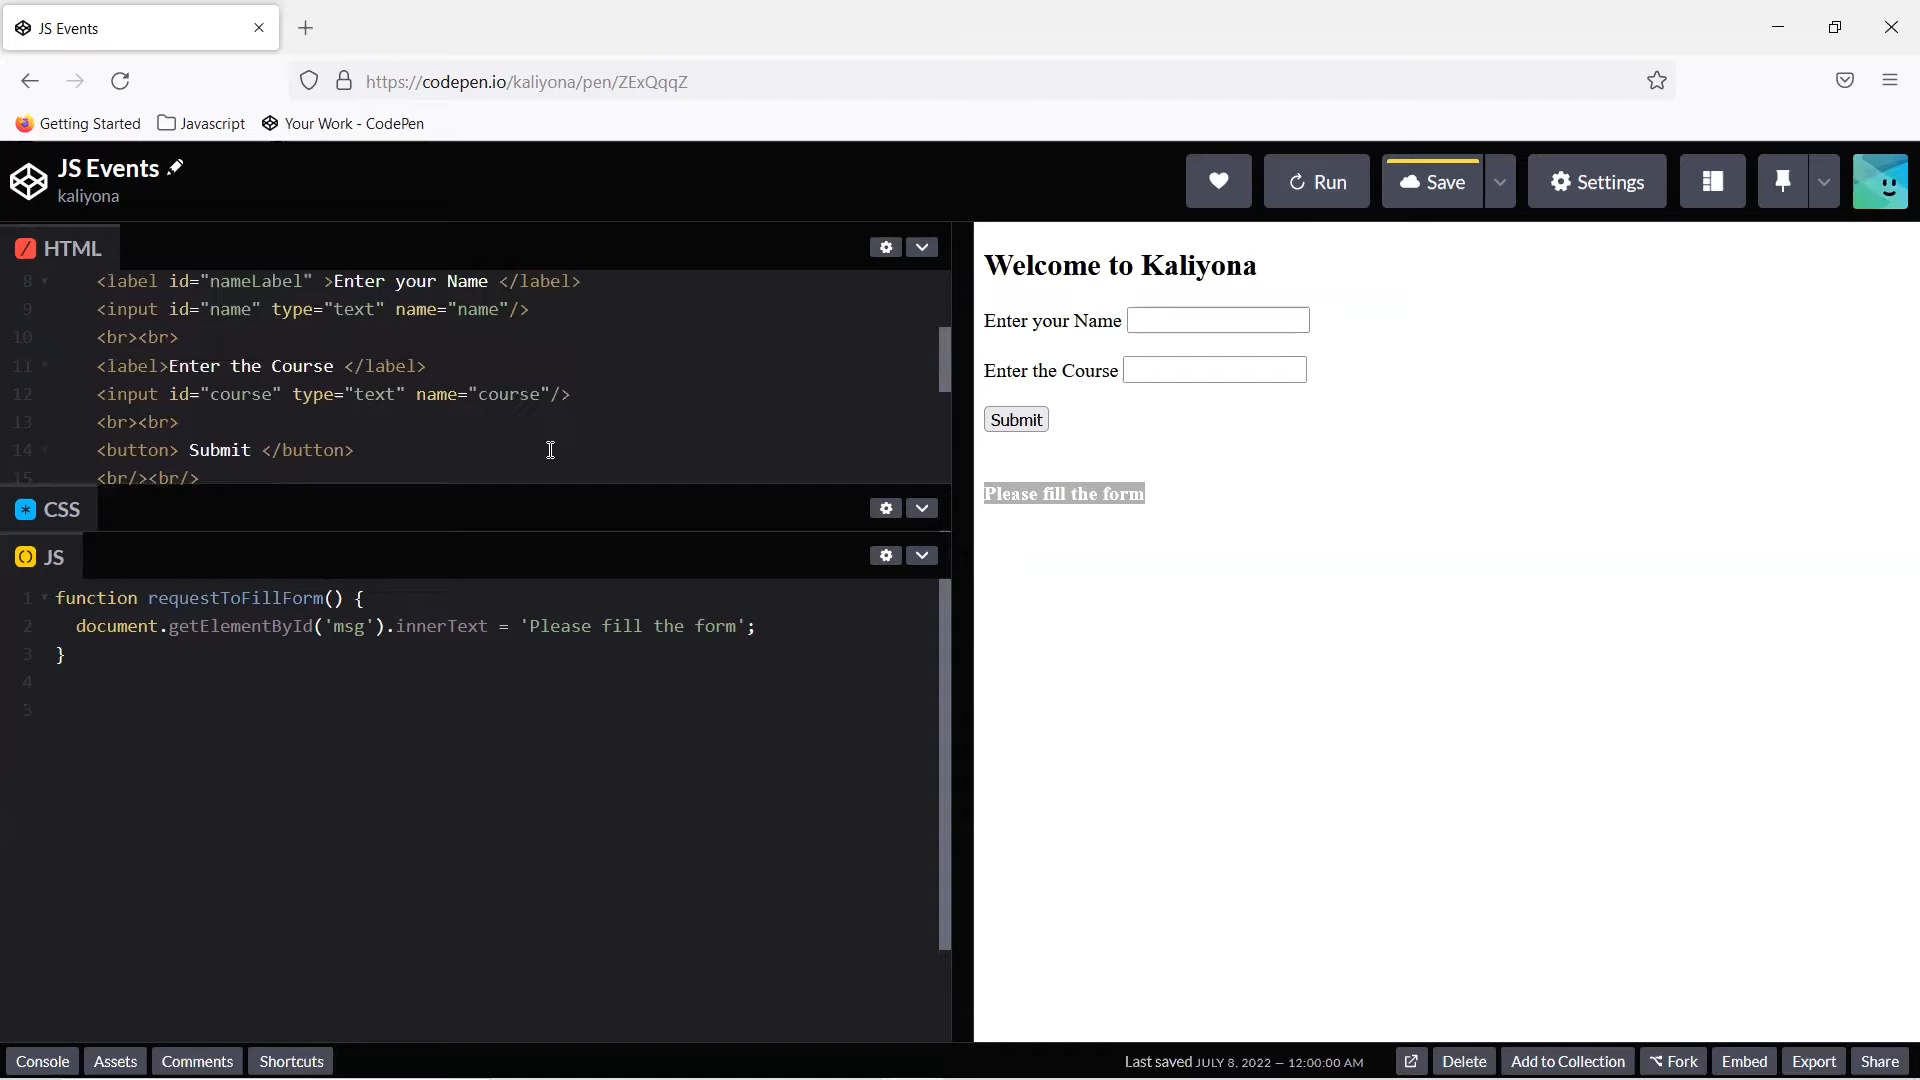 JS Events
https://codepen.io/kaliyona/pen/ZExQqqZ
Getting Started Javascript Your Work - CodePen
JS Events
kaliyona
Run Save Settings
HTML
8 <label id="nameLabel" >Enter your Name </label>
9 <input id="name" type="text" name="name"/>
10 <br><br>
11 <label>Enter the Course </label>
12 <input id="course" type="text" name="course"/>
13 <br><br>
14 <button> Submit </button>
15 <br/><br/>
CSS
JS
1 function requestToFillForm() {
2 document.getElementById('msg').innerText = 'Please fill the form';
3 }
4
3
Welcome to Kaliyona
Enter your Name
Enter the Course
Submit
Please fill the form
Console Assets Comments Shortcuts
Last saved JULY 8, 2022 — 12:00:00 AM
Delete Add to Collection Fork Embed Export Share